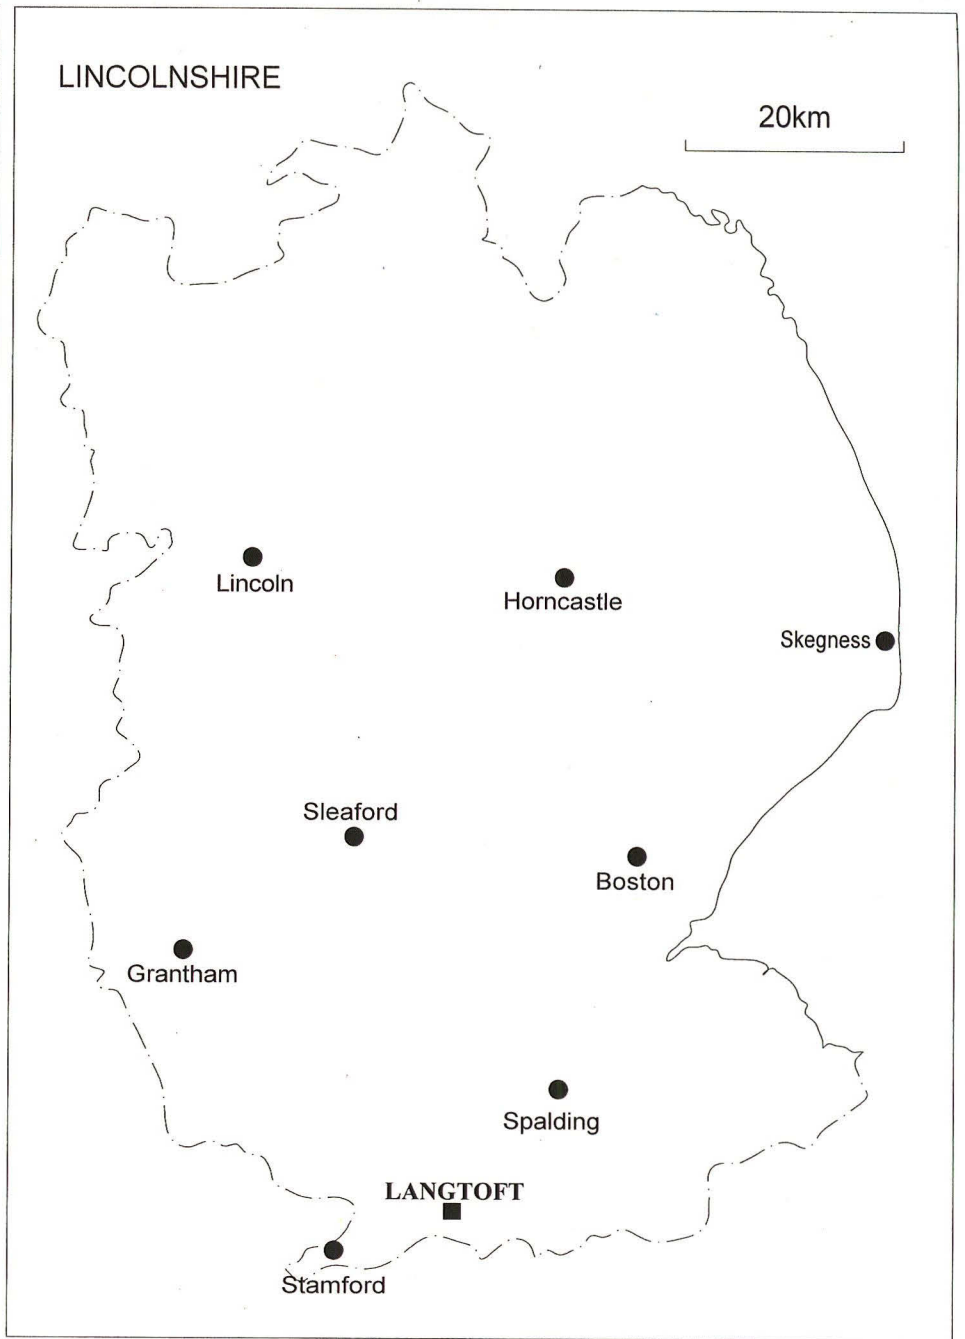 LINCOLNSHIRE
20km
Lincoln
Horncastle
Skegness
Sleaford
Boston
Grantham
Spalding
LANGTOFT
Stamford